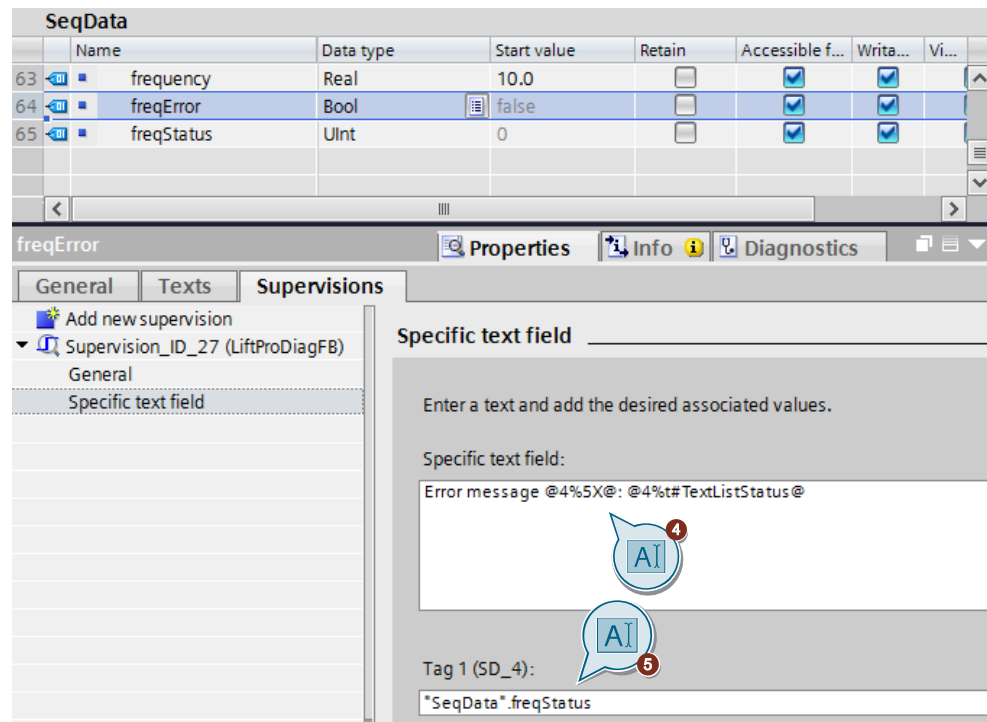 SeqData
Name Data type Start value Retain Accessible f... Writa... Vi...
63 frequency Real 10.0
64 freqError Bool false
65 freqStatus UInt 0
freqError Properties Info Diagnostics
General Texts Supervisions
Add new supervision
Supervision_ID_27 (LiftProDiagFB)
General
Specific text field
Specific text field
Enter a text and add the desired associated values.
Specific text field:
Error message @4%5X@: @4%t#TextListStatus@
4
AI
AI
5
Tag 1 (SD_4):
"SeqData".freqStatus